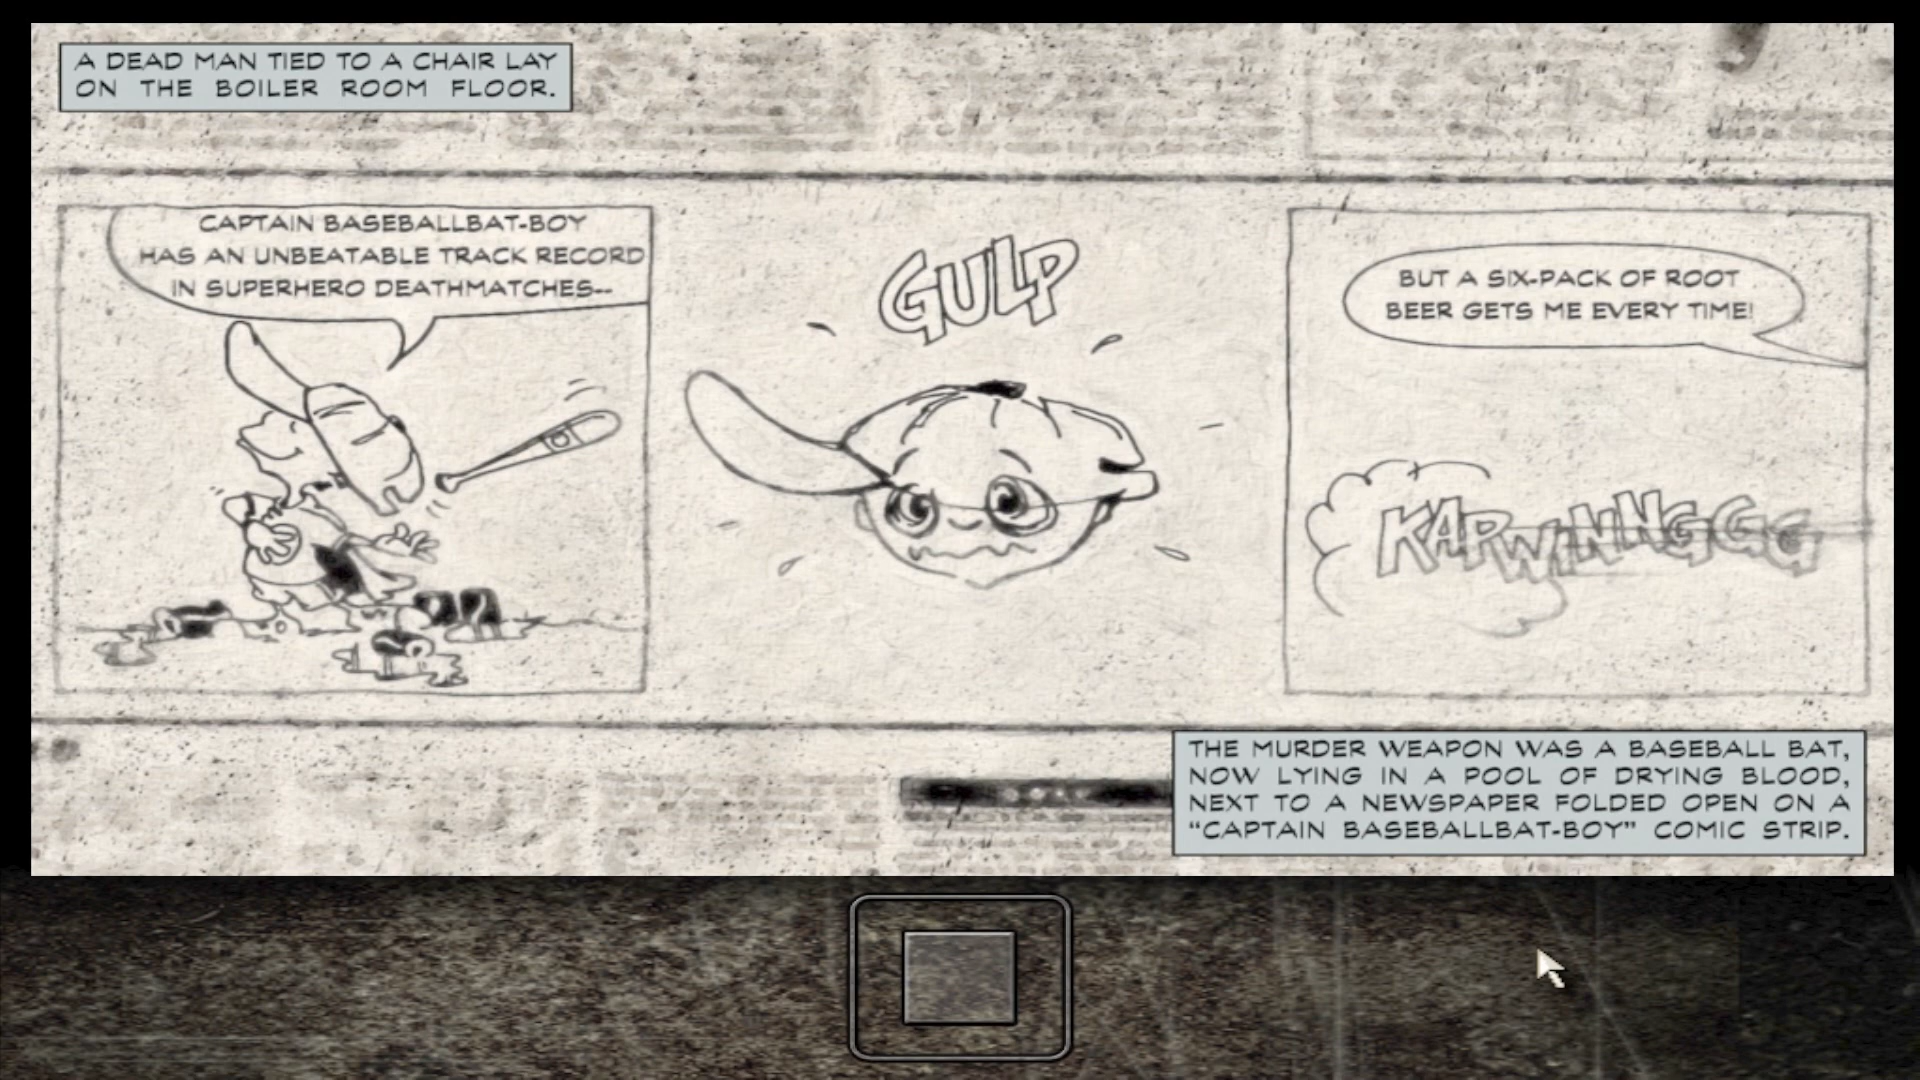 A DEAD MAN TIED TO A CHAIR LAY
ON THE BOILER ROOM FLOOR.
CAPTAIN BASEBALLBAT-BOY
HAS AN UNBEATABLE TRACK RECORD
IN SUPERHERO DEATHMATCHES--
GULP
BUT A SIX-PACK OF ROOT
BEER GETS ME EVERY TIME!
KAPWINNGGG
THE MURDER WEAPON WAS A BASEBALL BAT,
NOW LYING IN A POOL OF DRYING BLOOD,
NEXT TO A NEWSPAPER FOLDED OPEN ON A
“CAPTAIN BASEBALLBAT-BOY” COMIC STRIP.